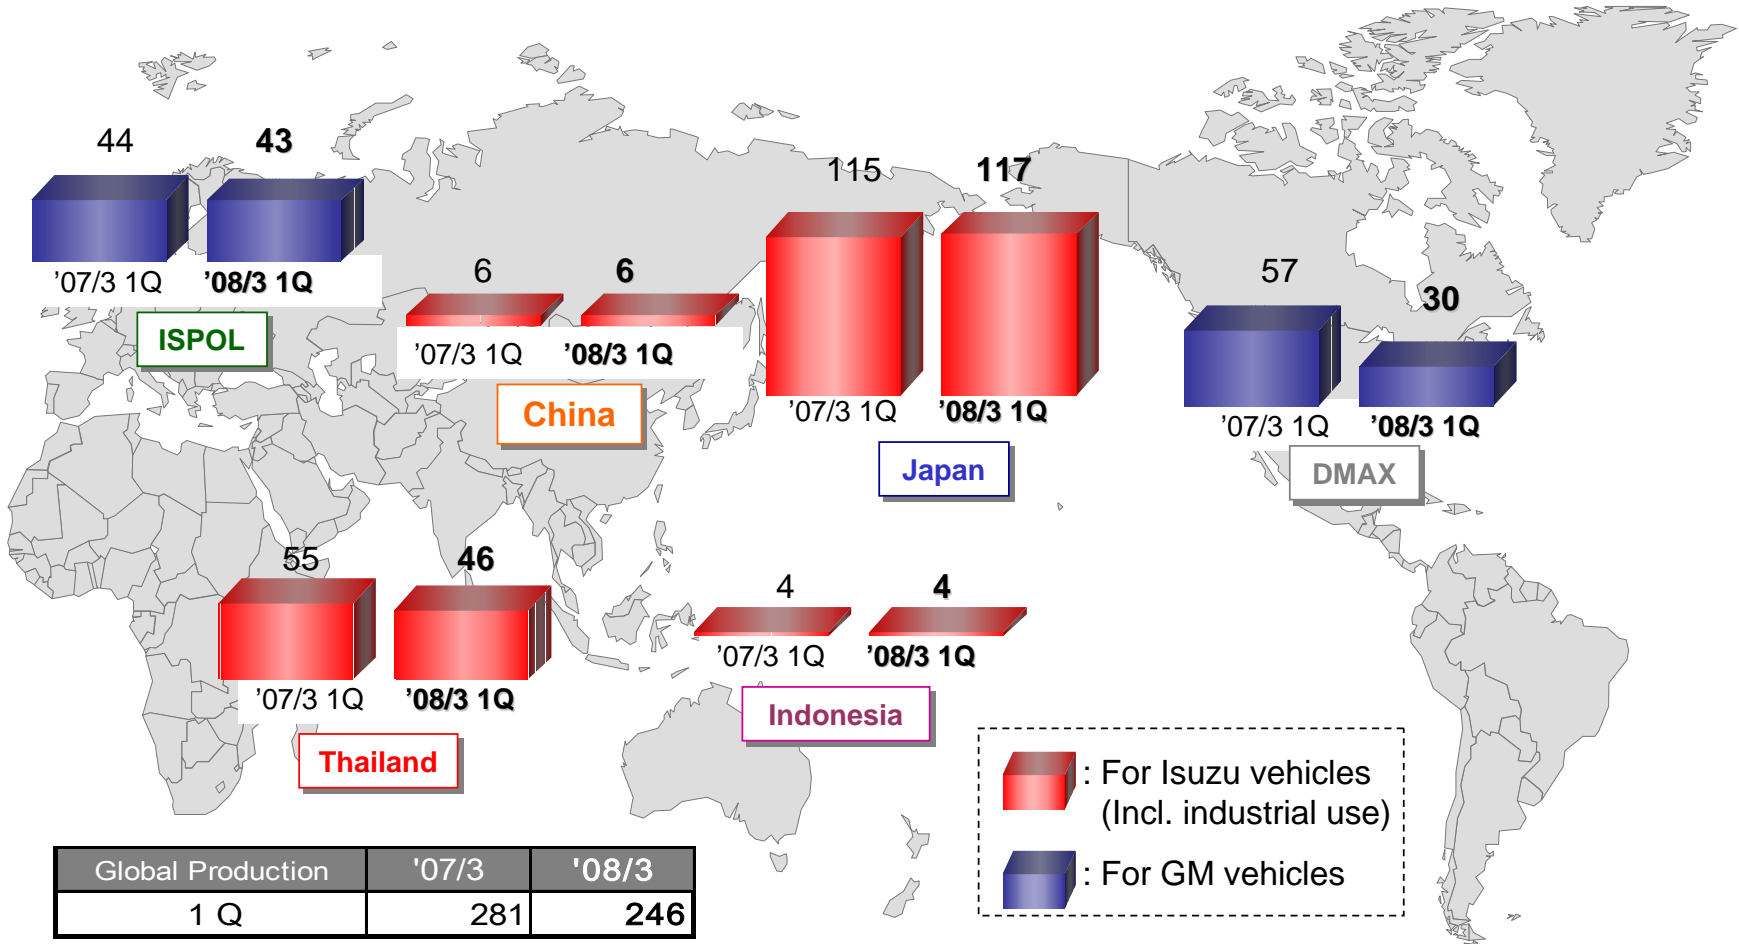 44 43
'07/3 1Q '08/3 1Q
ISPOL
6 6
'07/3 1Q '08/3 1Q
China
115 117
'07/3 1Q '08/3 1Q
Japan
57 30
'07/3 1Q '08/3 1Q
DMAX
55 46
'07/3 1Q '08/3 1Q
Thailand
4 4
'07/3 1Q '08/3 1Q
Indonesia
: For Isuzu vehicles
(Incl. industrial use)
: For GM vehicles
Global Production '07/3 '08/3
1 Q 281 246